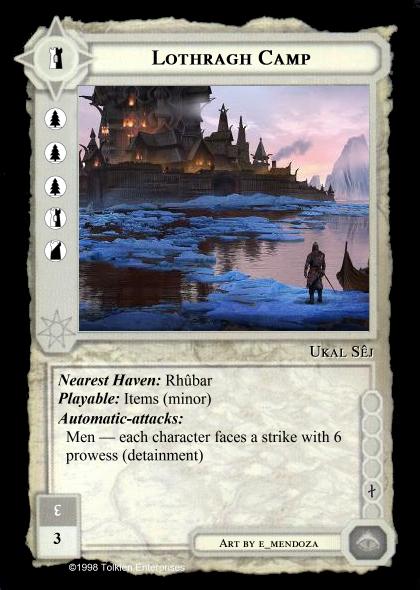 LOTHRAGH CAMP
UKAL SÊJ
Nearest Haven: Rhûbar
Playable: Items (minor)
Automatic-attacks:
Men — each character faces a strike with 6
prowess (detainment)
ε
3
ART BY E_MENDOZA
©1998 Tolkien Enterprises